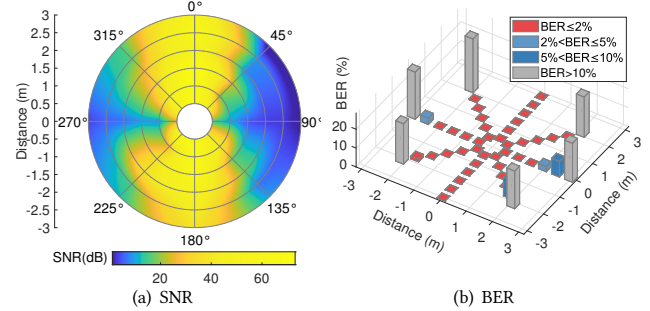 0°
45°
90°
135°
180°
225°
270°
315°
Distance (m)
3
2.5
2
1.5
1
0.5
0
-0.5
-1
-1.5
-2
-2.5
-3
SNR(dB)
20 40 60
(a) SNR
BER≤2%
2%<BER≤5%
5%<BER≤10%
BER>10%
BER (%)
20
10
0
-3 -2 -1 0 1 2 3
Distance (m)
-3 -2 -1 0 1 2 3
Distance (m)
(b) BER